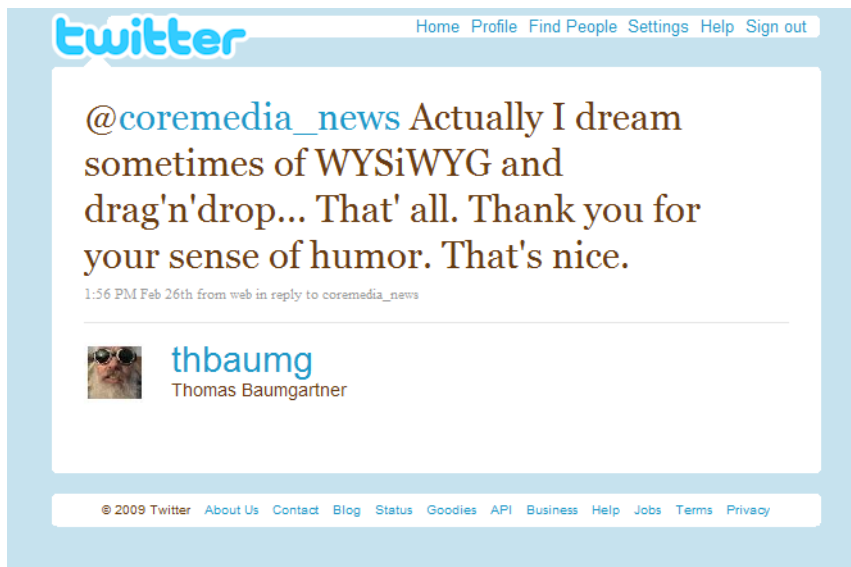 twitter
Home Profile Find People Settings Help Sign out
@coremedia_news Actually I dream
sometimes of WYSiWYG and
drag'n'drop... That' all. Thank you for
your sense of humor. That's nice.
1:56 PM Feb 26th from web in reply to coremedia_news
thbaumg
Thomas Baumgartner
© 2009 Twitter About Us Contact Blog Status Goodies API Business Help Jobs Terms Privacy